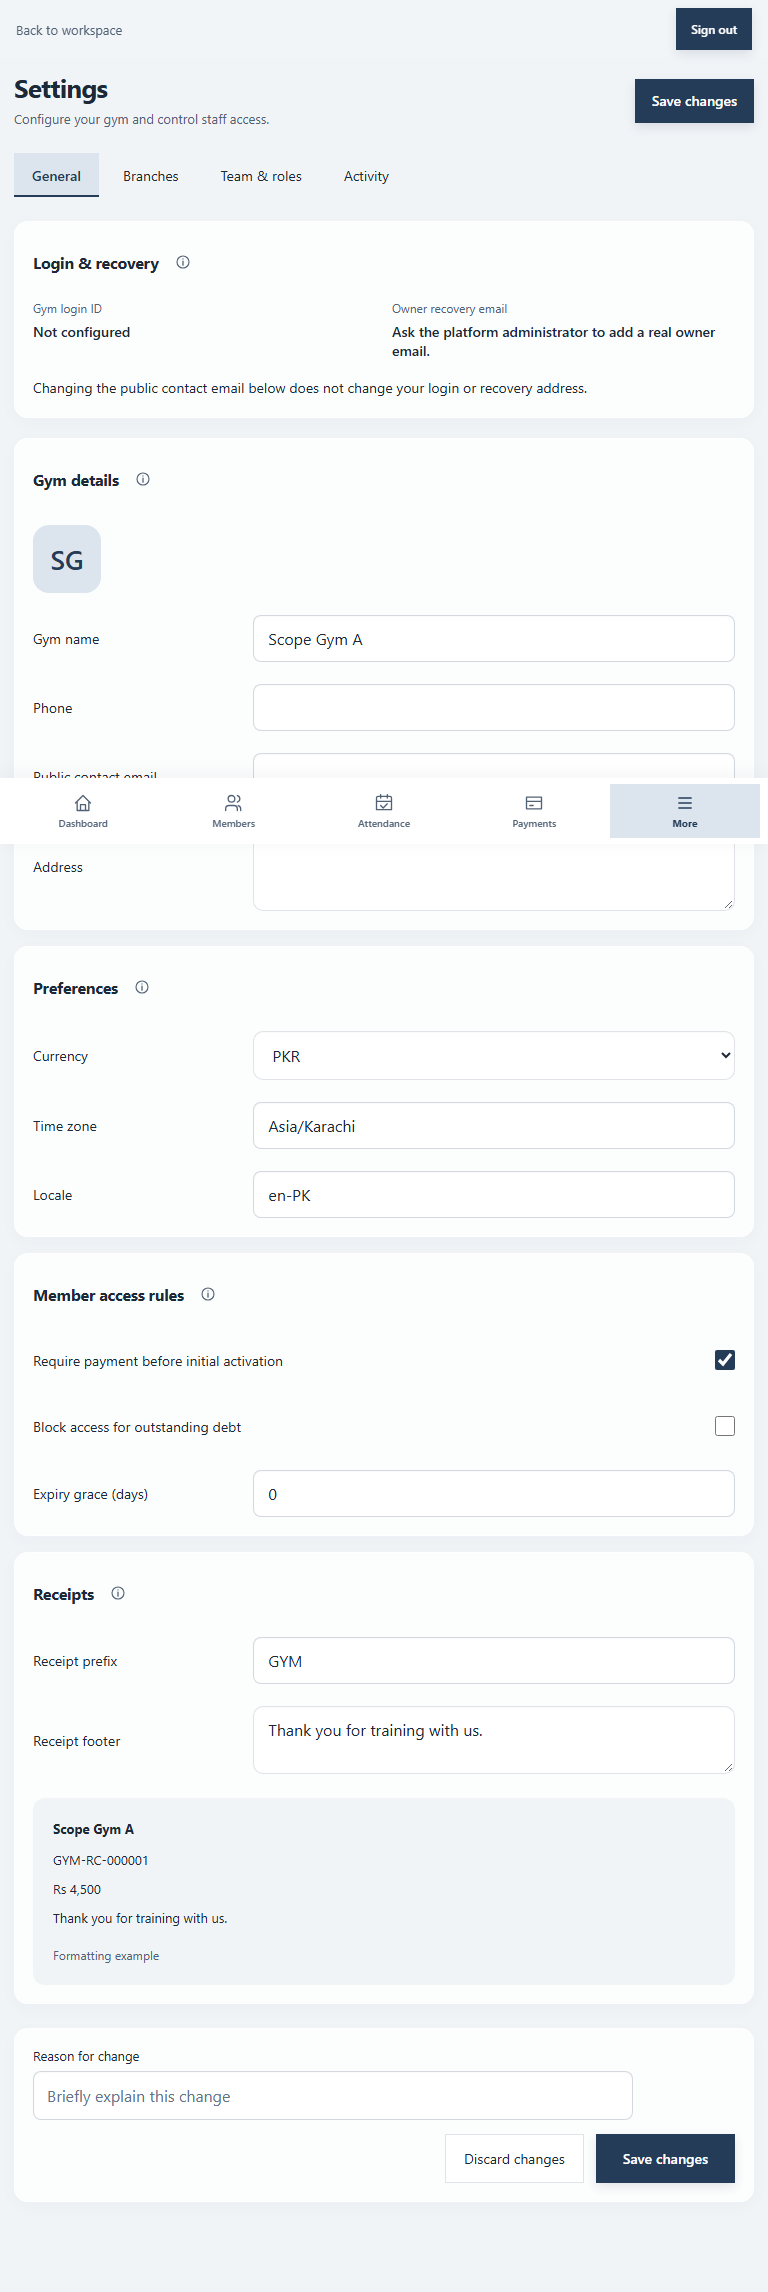 Back to workspace
Sign out
Settings
Configure your gym and control staff access.
Save changes
General
Branches
Team & roles
Activity
Login & recovery
Gym login ID
Not configured
Owner recovery email
Ask the platform administrator to add a real owner
email.
Changing the public contact email below does not change your login or recovery address.
Gym details
SG
Gym name
Scope Gym A
Phone
Public contact email
Dashboard
Members
Attendance
Payments
More
Address
Preferences
Currency
PKR
Time zone
Asia/Karachi
Locale
en-PK
Member access rules
Require payment before initial activation
Block access for outstanding debt
Expiry grace (days)
0
Receipts
Receipt prefix
GYM
Receipt footer
Thank you for training with us.
Scope Gym A
GYM-RC-000001
Rs 4,500
Thank you for training with us.
Formatting example
Reason for change
Briefly explain this change
Discard changes
Save changes